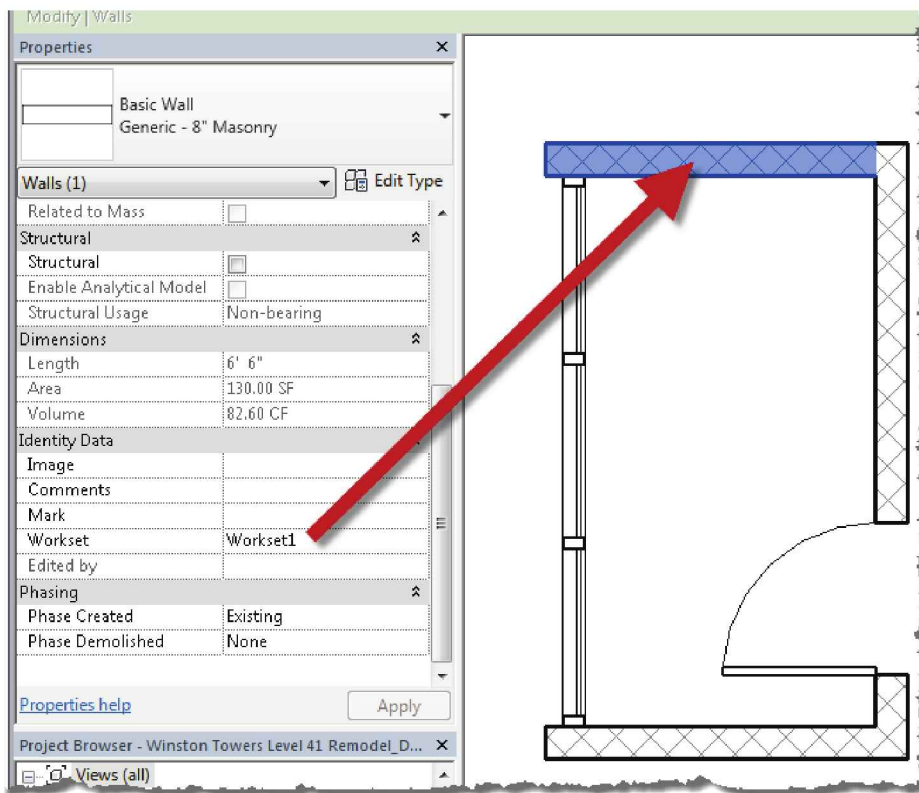 Modify | Walls
Properties
Basic Wall
Generic - 8" Masonry
Walls (1)
Edit Type
Related to Mass
Structural
Structural
Enable Analytical Model
Structural Usage Non-bearing
Dimensions
Length 6' 6"
Area 130.00 SF
Volume 82.60 CF
Identity Data
Image
Comments
Mark
Workset Workset1
Edited by
Phasing
Phase Created Existing
Phase Demolished None
Properties help
Apply
Project Browser - Winston Towers Level 41 Remodel_D...
Views (all)